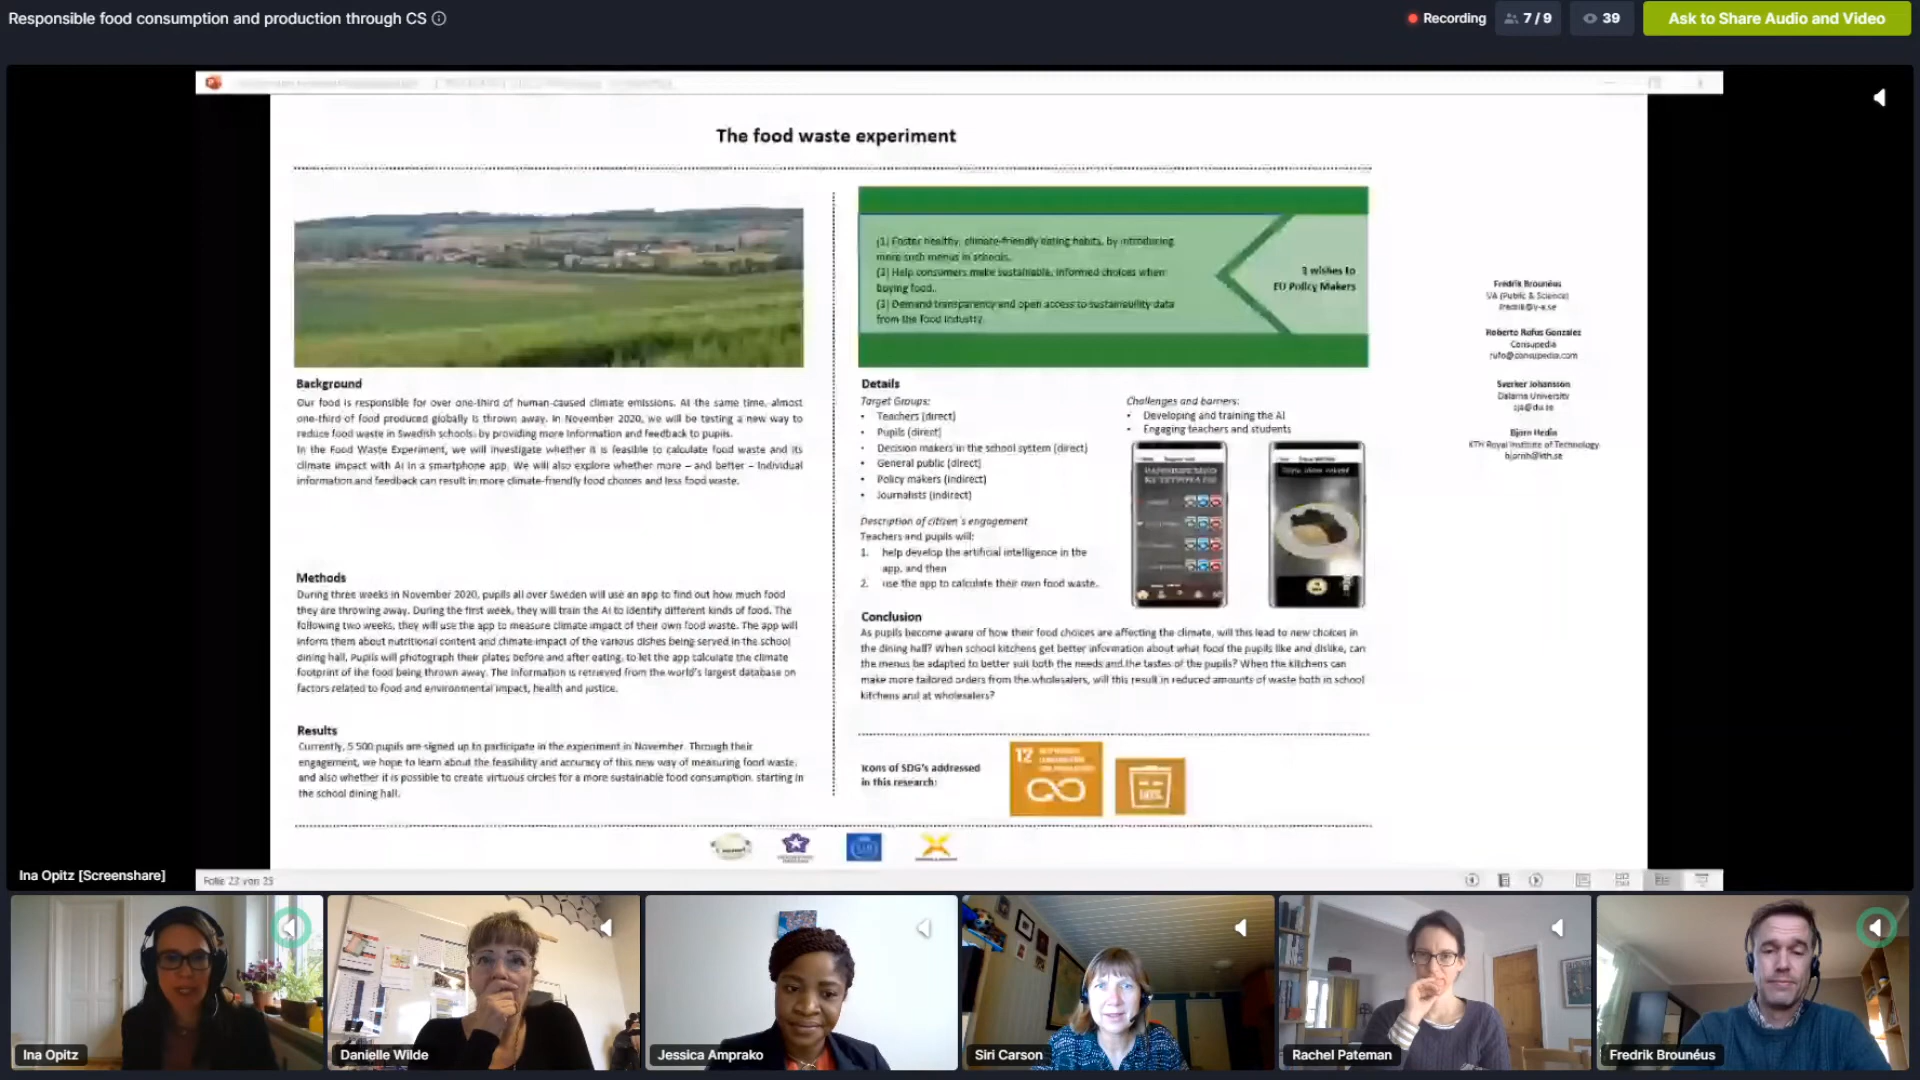 Responsible food consumption and production through CS
Recording
7 / 9
39
Ask to Share Audio and Video
The food waste experiment
(1) Foster healthy, climate-friendly eating habits, by introducing
more such menus in schools.
(2) Help consumers make sustainable, informed choices when
buying food.
(3) Demand transparency and open access to sustainability data
from the food industry.
3 wishes to
EU Policy Makers
Fredrik Brounéus
VA (Public & Science)
fredrik@v-a.se
Roberto Rufus Gonzalez
Consupedia
rufo@consupedia.com
Sverker Johansson
Dalarna University
sja@du.se
Björn Hedin
KTH Royal Institute of Technology
bjornh@kth.se
Background
Our food is responsible for over one-third of human-caused climate emissions. At the same time, almost
one-third of food produced globally is thrown away. In November 2020, we will be testing a new way to
reduce food waste in Swedish schools, by providing more information and feedback to pupils.
In the Food Waste Experiment, we will investigate whether it is feasible to calculate food waste and its
climate impact with AI in a smartphone app. We will also explore whether more – and better – individual
information and feedback can result in more climate-friendly food choices and less food waste.
Methods
During three weeks in November 2020, pupils all over Sweden will use an app to find out how much food
they are throwing away. During the first week, they will train the AI to identify different kinds of food. The
following two weeks, they will use the app to measure climate impact of their own food waste. The app will
inform them about nutritional content and climate impact of the various dishes being served in the school
dining hall. Pupils will photograph their plates before and after eating, to let the app calculate the climate
footprint of the food being thrown away. The information is retrieved from the world's largest database on
factors related to food and environmental impact, health and justice.
Results
Currently, 5 500 pupils are signed up to participate in the experiment in November. Through their
engagement, we hope to learn about the feasibility and accuracy of this new way of measuring food waste,
and also whether it is possible to create virtuous circles for a more sustainable food consumption, starting in
the school dining hall.
Details
Target Groups:
• Teachers (direct)
• Pupils (direct)
• Decision makers in the school system (direct)
• General public (direct)
• Policy makers (indirect)
• Journalists (indirect)
Description of citizen's engagement
Teachers and pupils will:
1. help develop the artificial intelligence in the
app, and then
2. use the app to calculate their own food waste.
Challenges and barriers:
• Developing and training the AI
• Engaging teachers and students
Conclusion
As pupils become aware of how their food choices are affecting the climate, will this lead to new choices in
the dining hall? When school kitchens get better information about what food the pupils like and dislike, can
the menus be adapted to better suit both the needs and the tastes of the pupils? When the kitchens can
make more tailored orders from the wholesalers, will this result in reduced amounts of waste both in school
kitchens and at wholesalers?
Icons of SDG's addressed
in this research:
12
Folie 22 von 25
Ina Opitz [Screenshare]
Ina Opitz
Danielle Wilde
Jessica Amprako
Siri Carson
Rachel Pateman
Fredrik Brounéus